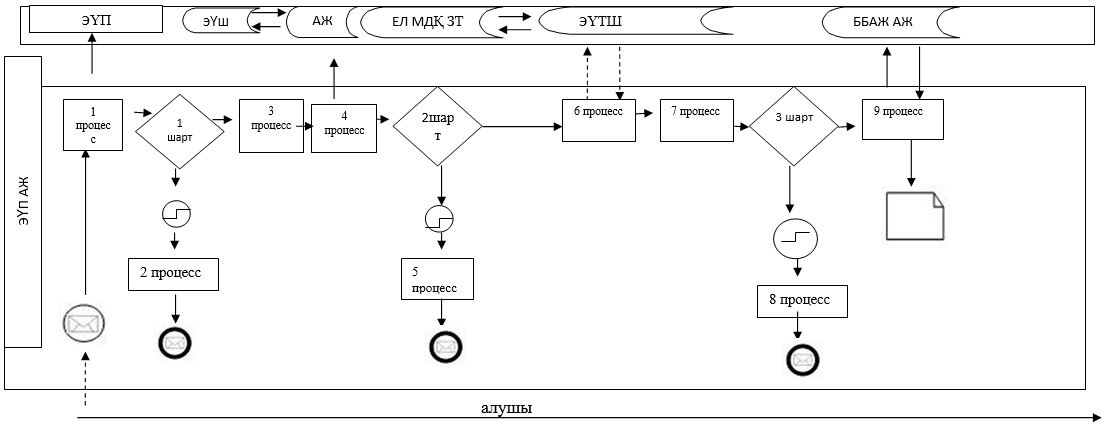 ЭҮП
ЭҮш
АЖ
ЕЛ МДҚ ЗТ
ЭҮТШ
ББАЖ АЖ
ЭҮП АЖ
1
процес
с
1
шарт
3
процесс
4
процесс
2шар
т
6 процесс
7 процесс
3 шарт
9 процесс
2 процесс
5
процесс
8 процесс
алушы